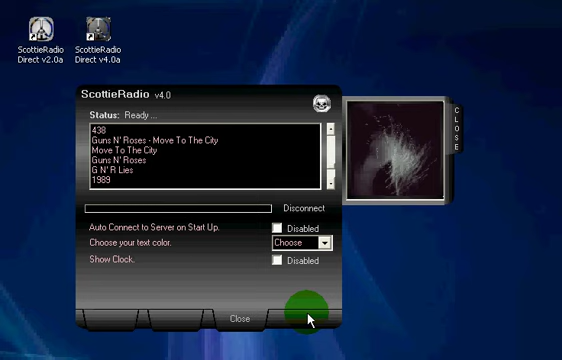 ScottieRadio
Direct v2.0a
ScottieRadio
Direct v4.0a
ScottieRadio v4.0
Status: Ready ...
438
Guns N' Roses - Move To The City
Move To The City
Guns N' Roses
G N' R Lies
1989
Disconnect
Auto Connect to Server on Start Up.
Disabled
Choose your text color.
Choose
Show Clock.
Disabled
Close
CLOSE